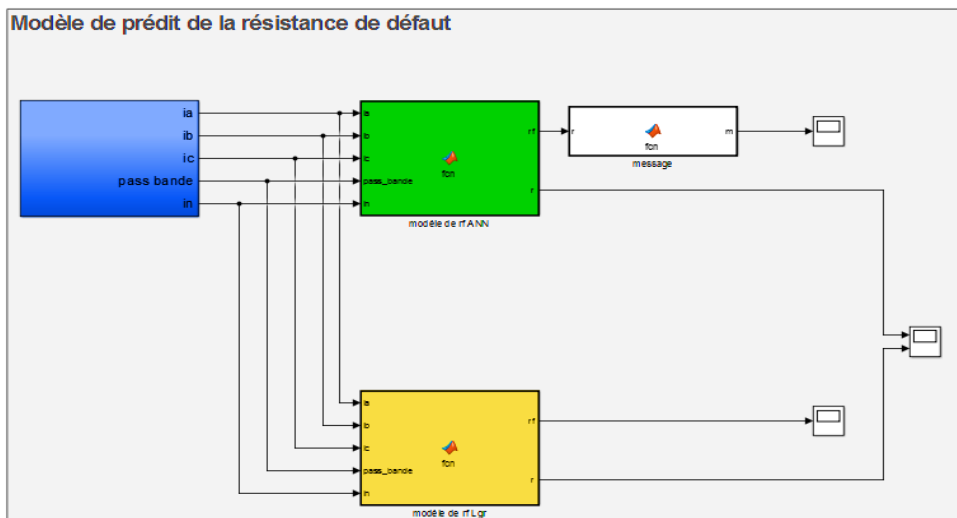 Modèle de prédit de la résistance de défaut
ia
ib
ic
pass bande
in
ia
ib
ic
pass_bande
in
fcn
rf
r
modèle de rf ANN
r
fcn
m
message
ia
ib
ic
pass_bande
in
fcn
rf
r
modèle de rf Lgr